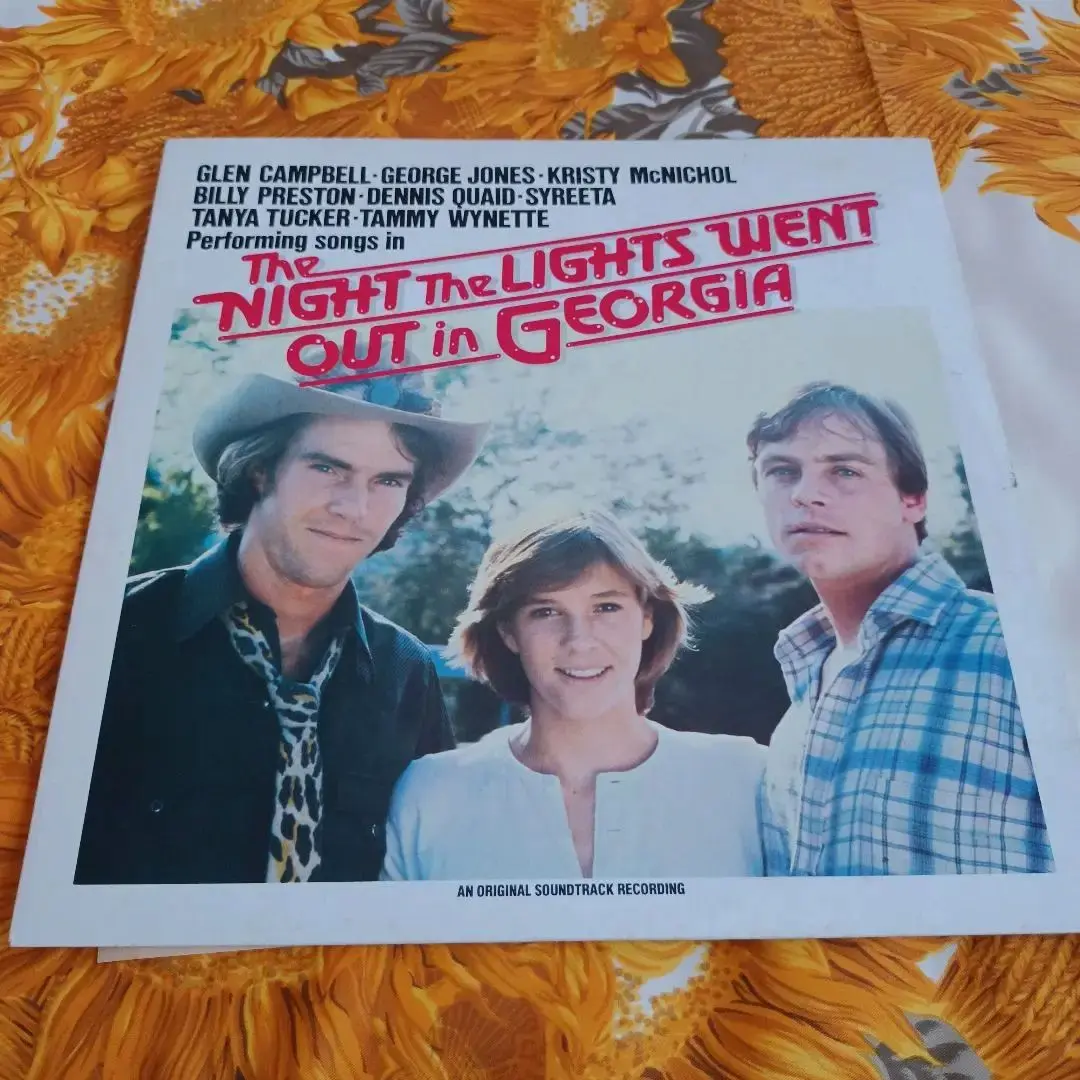 GLEN CAMPBELL · GEORGE JONES · KRISTY McNICHOL
BILLY PRESTON · DENNIS QUAID · SYREETA
TANYA TUCKER · TAMMY WYNETTE
Performing songs in
The
NIGHT The LIGHTS WENT
OUT in GEORGIA
AN ORIGINAL SOUNDTRACK RECORDING